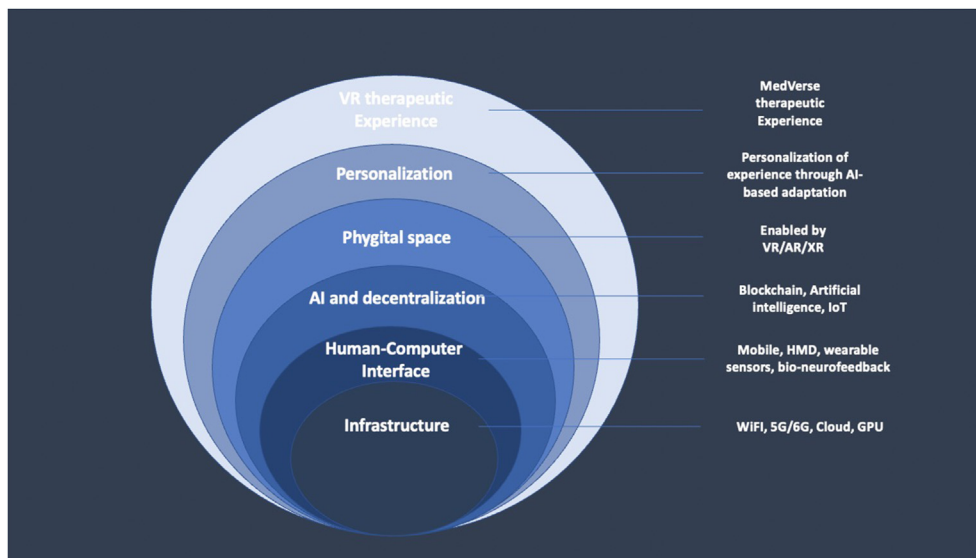 VR therapeutic
Experience
MedVerse
therapeutic
Experience
Personalization
Personalization of
experience through AI-
based adaptation
Phygital space
Enabled by
VR/AR/XR
AI and decentralization
Blockchain, Artificial
intelligence, IoT
Human-Computer
Interface
Mobile, HMD, wearable
sensors, bio-neurofeedback
Infrastructure
WiFI, 5G/6G, Cloud, GPU